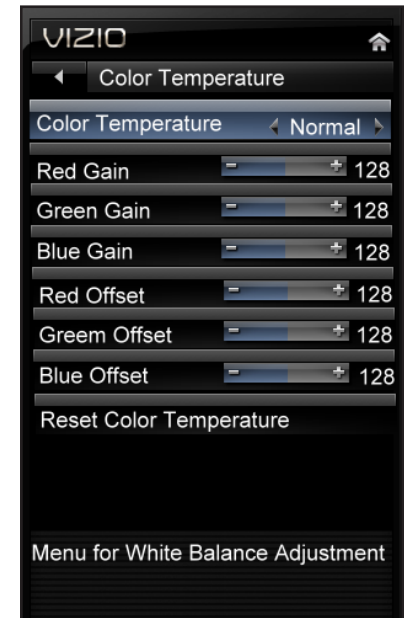 VIZIO
Color Temperature
Color Temperature Normal
Red Gain - + 128
Green Gain - + 128
Blue Gain - + 128
Red Offset - + 128
Greem Offset - + 128
Blue Offset - + 128
Reset Color Temperature
Menu for White Balance Adjustment